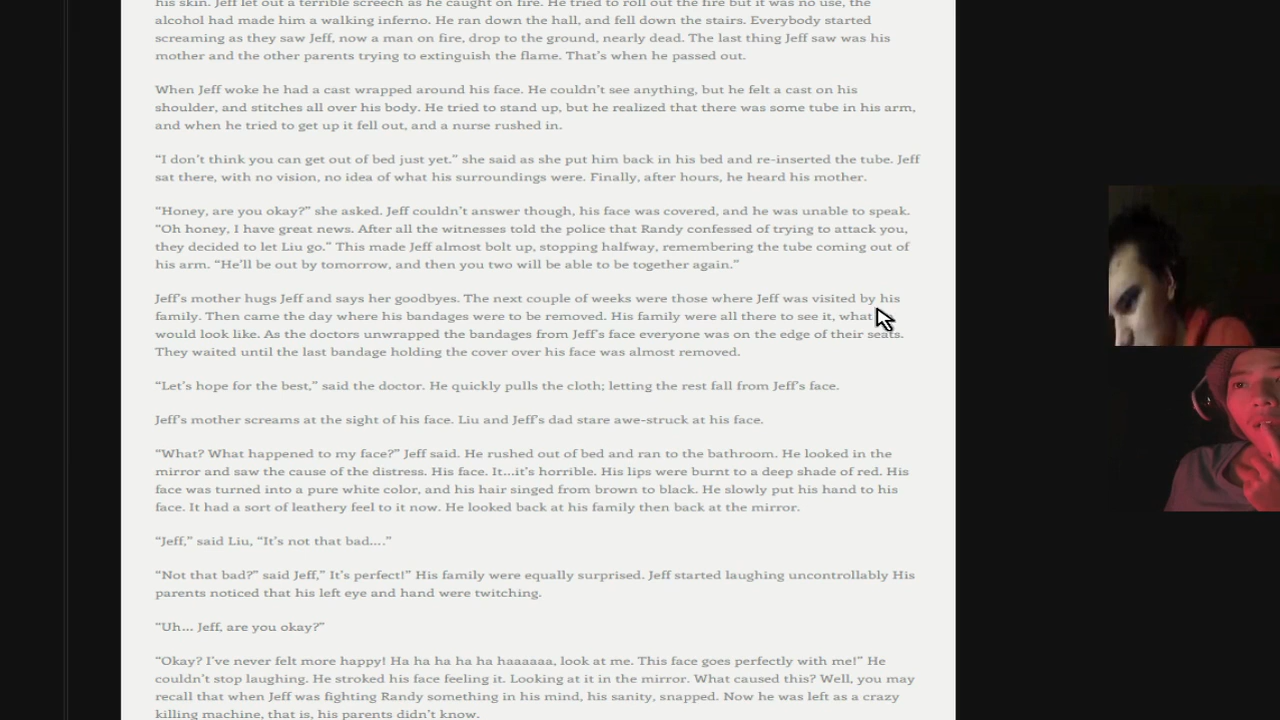 his skin. Jeff let out a terrible screech as he caught on fire. He tried to roll out the fire but it was no use, the
alcohol had made him a walking inferno. He ran down the hall, and fell down the stairs. Everybody started
screaming as they saw Jeff, now a man on fire, drop to the ground, nearly dead. The last thing Jeff saw was his
mother and the other parents trying to extinguish the flame. That’s when he passed out.
When Jeff woke he had a cast wrapped around his face. He couldn’t see anything, but he felt a cast on his
shoulder, and stitches all over his body. He tried to stand up, but he realized that there was some tube in his arm,
and when he tried to get up it fell out, and a nurse rushed in.
“I don’t think you can get out of bed just yet.” she said as she put him back in his bed and re-inserted the tube. Jeff
sat there, with no vision, no idea of what his surroundings were. Finally, after hours, he heard his mother.
“Honey, are you okay?” she asked. Jeff couldn’t answer though, his face was covered, and he was unable to speak.
“Oh honey, I have great news. After all the witnesses told the police that Randy confessed of trying to attack you,
they decided to let Liu go.” This made Jeff almost bolt up, stopping halfway, remembering the tube coming out of
his arm. “He’ll be out by tomorrow, and then you two will be able to be together again.”
Jeff’s mother hugs Jeff and says her goodbyes. The next couple of weeks were those where Jeff was visited by his
family. Then came the day where his bandages were to be removed. His family were all there to see it, what
would look like. As the doctors unwrapped the bandages from Jeff’s face everyone was on the edge of their seats.
They waited until the last bandage holding the cover over his face was almost removed.
“Let’s hope for the best,” said the doctor. He quickly pulls the cloth; letting the rest fall from Jeff’s face.
Jeff’s mother screams at the sight of his face. Liu and Jeff’s dad stare awe-struck at his face.
“What? What happened to my face?” Jeff said. He rushed out of bed and ran to the bathroom. He looked in the
mirror and saw the cause of the distress. His face. It…it’s horrible. His lips were burnt to a deep shade of red. His
face was turned into a pure white color, and his hair singed from brown to black. He slowly put his hand to his
face. It had a sort of leathery feel to it now. He looked back at his family then back at the mirror.
“Jeff,” said Liu, “It’s not that bad….”
“Not that bad?” said Jeff,” It’s perfect!” His family were equally surprised. Jeff started laughing uncontrollably His
parents noticed that his left eye and hand were twitching.
“Uh… Jeff, are you okay?”
“Okay? I’ve never felt more happy! Ha ha ha ha ha haaaaaa, look at me. This face goes perfectly with me!” He
couldn’t stop laughing. He stroked his face feeling it. Looking at it in the mirror. What caused this? Well, you may
recall that when Jeff was fighting Randy something in his mind, his sanity, snapped. Now he was left as a crazy
killing machine, that is, his parents didn’t know.